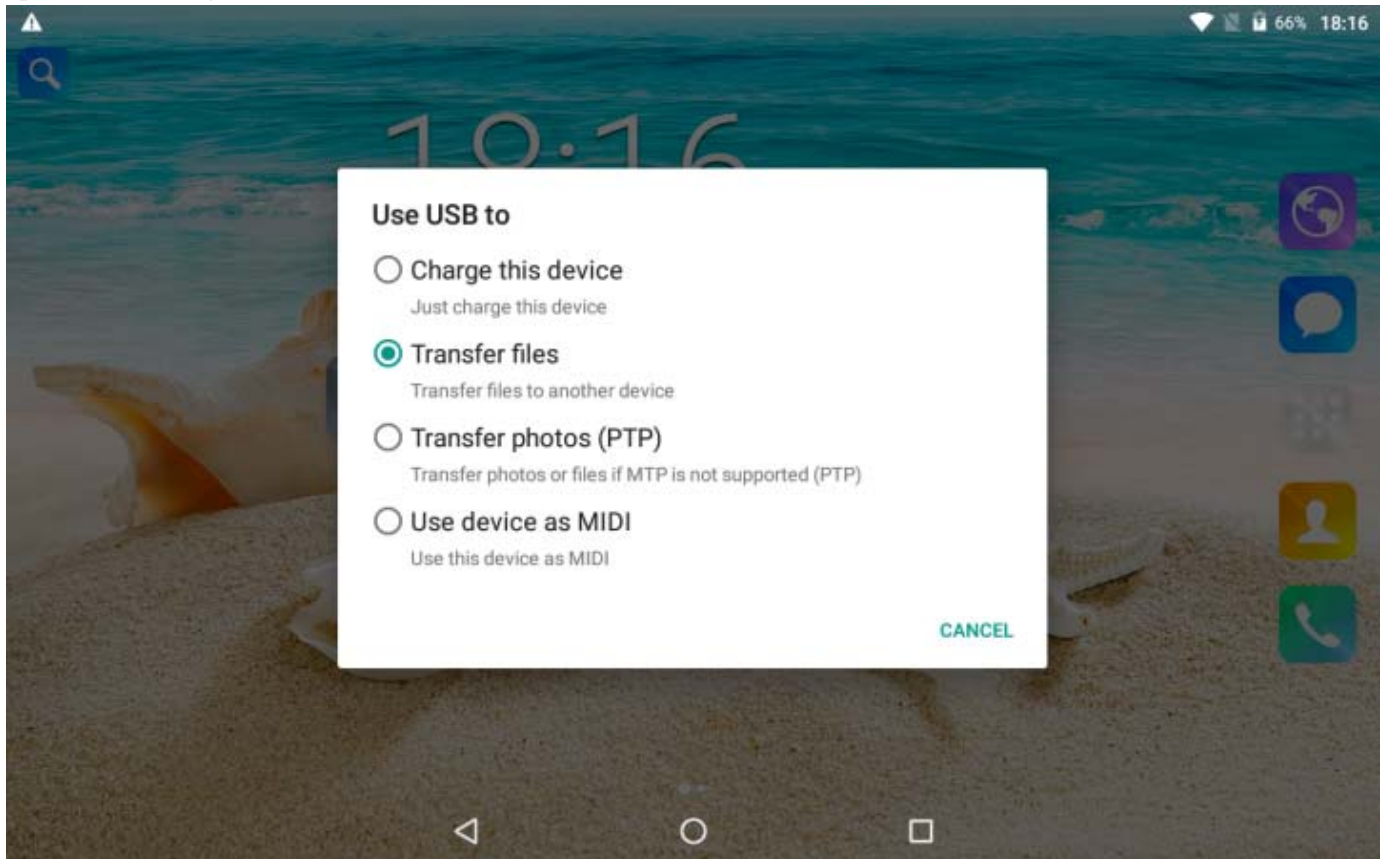 66% 18:16
18:16
Use USB to
Charge this device
Just charge this device
Transfer files
Transfer files to another device
Transfer photos (PTP)
Transfer photos or files if MTP is not supported (PTP)
Use device as MIDI
Use this device as MIDI
CANCEL